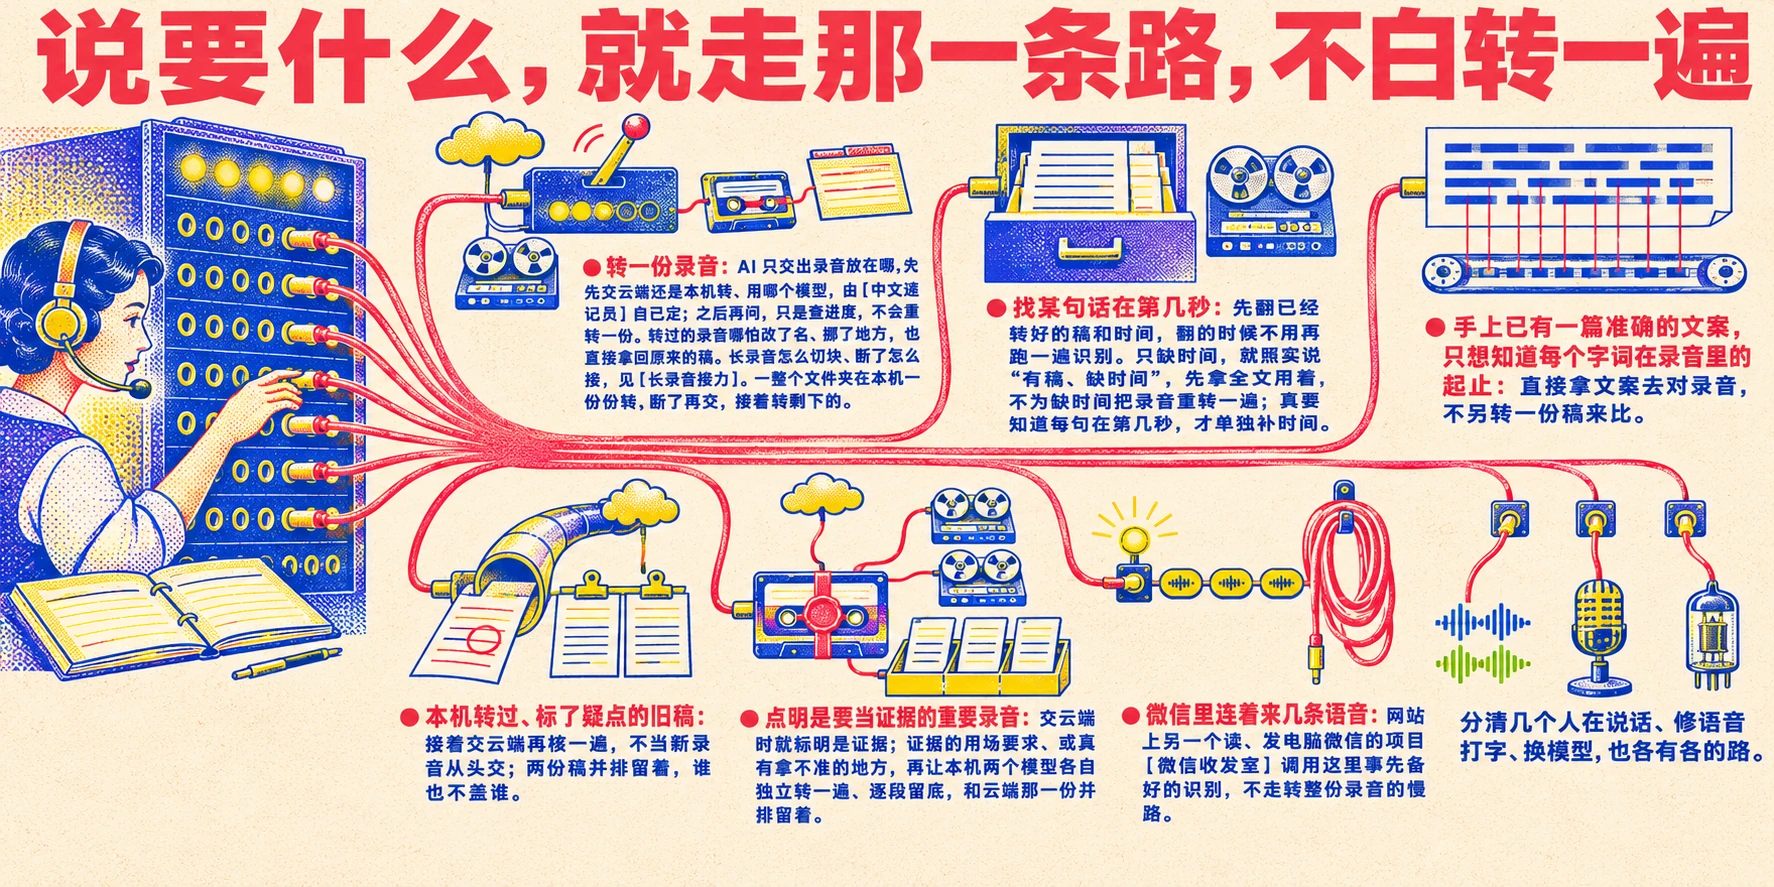 说要什么,就走那一条路,不白转一遍
转一份录音：AI 只交出录音放在哪,先
先交云端还是本机转、用哪个模型，由［中文速
记员］自己定；之后再问，只是查进度，不会重
转一份。转过的录音哪怕改了名、挪了地方，也
直接拿回原来的稿。长录音怎么切块、断了怎么
接，见［长录音接力］。一整个文件夹在本机一
份份转，断了再交，接着转剩下的。
找某句话在第几秒：先翻已经
转好的稿和时间，翻的时候不用再
跑一遍识别。只缺时间，就照实说
“有稿、缺时间”，先拿全文用着，
不为缺时间把录音重转一遍；真要
知道每句在第几秒，才单独补时间。
手上已有一篇准确的文案，
只想知道每个字词在录音里的
起止：直接拿文案去对录音，
不另转一份稿来比。
本机转过、标了疑点的旧稿：
接着交云端再核一遍，不当新录
音从头交；两份稿并排留着，谁
也不盖谁。
点明是要当证据的重要录音：交云端
时就标明是证据；证据的用场要求、或真
有拿不准的地方，再让本机两个模型各自
独立转一遍、逐段留底，和云端那一份并
排留着。
微信里连着来几条语音：网站
上另一个读、发电脑微信的项目
［微信收发室］调用这里事先备
好的识别，不走转整份录音的慢
路。
分清几个人在说话、修语音
打字、换模型，也各有各的路。